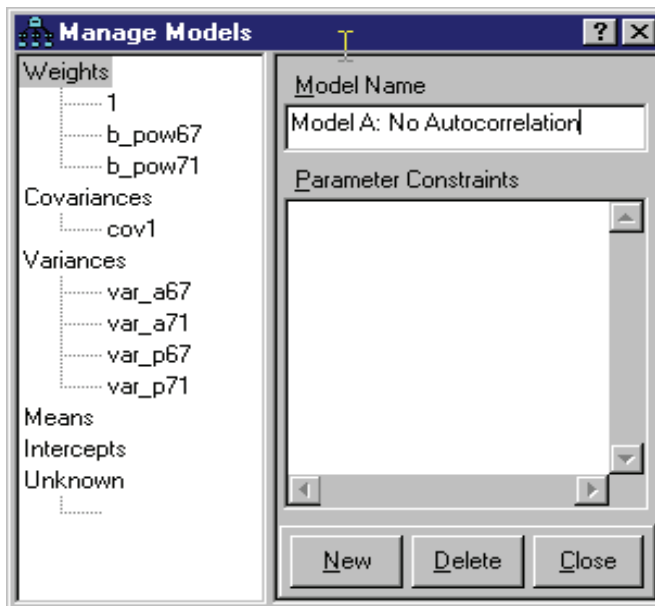 Manage Models
? X
Weights
1
b_pow67
b_pow71
Covariances
cov1
Variances
var_a67
var_a71
var_p67
var_p71
Means
Intercepts
Unknown
Model Name
Model A: No Autocorrelation
Parameter Constraints
New
Delete
Close